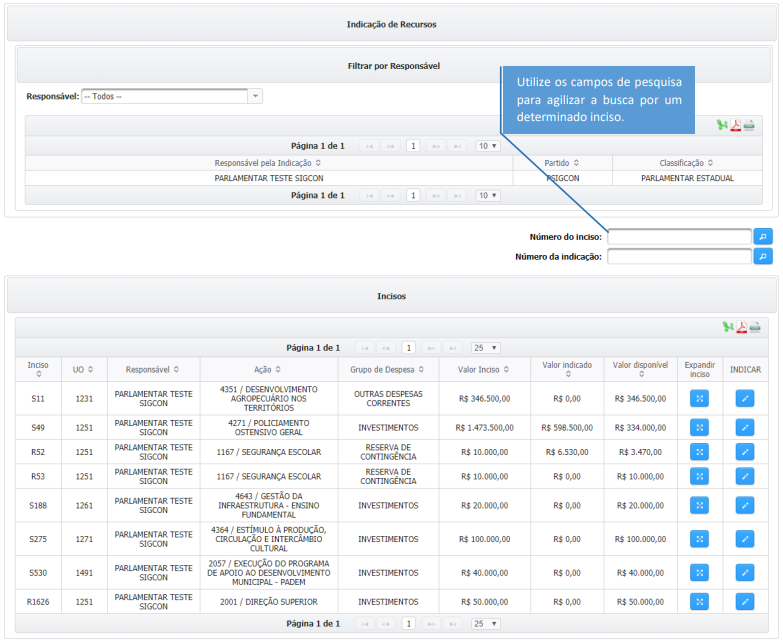 Indicação de Recursos
Filtrar por Responsável
Utilize os campos de pesquisa
para agilizar a busca por um
determinado inciso.
Responsável: -- Todos --
Página 1 de 1 1 10
Responsável pela Indicação Partido Classificação
PARLAMENTAR TESTE SIGCON PSIGCON PARLAMENTAR ESTADUAL
Página 1 de 1 1 10
Número do inciso:
Número da indicação:
Incisos
Página 1 de 1 1 25
Inciso UO Responsável Ação Grupo de Despesa Valor Inciso Valor indicado Valor disponível Expandir inciso INDICAR
S11 1231 PARLAMENTAR TESTE SIGCON 4351 / DESENVOLVIMENTO AGROPECUÁRIO NOS TERRITÓRIOS OUTRAS DESPESAS CORRENTES R$ 346.500,00 R$ 0,00 R$ 346.500,00
S49 1251 PARLAMENTAR TESTE SIGCON 4271 / POLICIAMENTO OSTENSIVO GERAL INVESTIMENTOS R$ 1.473.500,00 R$ 598.500,00 R$ 334.000,00
R52 1251 PARLAMENTAR TESTE SIGCON 1167 / SEGURANÇA ESCOLAR RESERVA DE CONTINGÊNCIA R$ 10.000,00 R$ 6.530,00 R$ 3.470,00
R53 1251 PARLAMENTAR TESTE SIGCON 1167 / SEGURANÇA ESCOLAR RESERVA DE CONTINGÊNCIA R$ 10.000,00 R$ 0,00 R$ 10.000,00
S188 1261 PARLAMENTAR TESTE SIGCON 4643 / GESTÃO DA INFRAESTRUTURA - ENSINO FUNDAMENTAL INVESTIMENTOS R$ 20.000,00 R$ 0,00 R$ 20.000,00
S275 1271 PARLAMENTAR TESTE SIGCON 4364 / ESTÍMULO À PRODUÇÃO, CIRCULAÇÃO E INTERCÂMBIO CULTURAL INVESTIMENTOS R$ 100.000,00 R$ 0,00 R$ 100.000,00
S530 1491 PARLAMENTAR TESTE SIGCON 2057 / EXECUÇÃO DO PROGRAMA DE APOIO AO DESENVOLVIMENTO MUNICIPAL - PADEM INVESTIMENTOS R$ 40.000,00 R$ 0,00 R$ 40.000,00
R1626 1251 PARLAMENTAR TESTE SIGCON 2001 / DIREÇÃO SUPERIOR INVESTIMENTOS R$ 50.000,00 R$ 0,00 R$ 50.000,00
Página 1 de 1 1 25